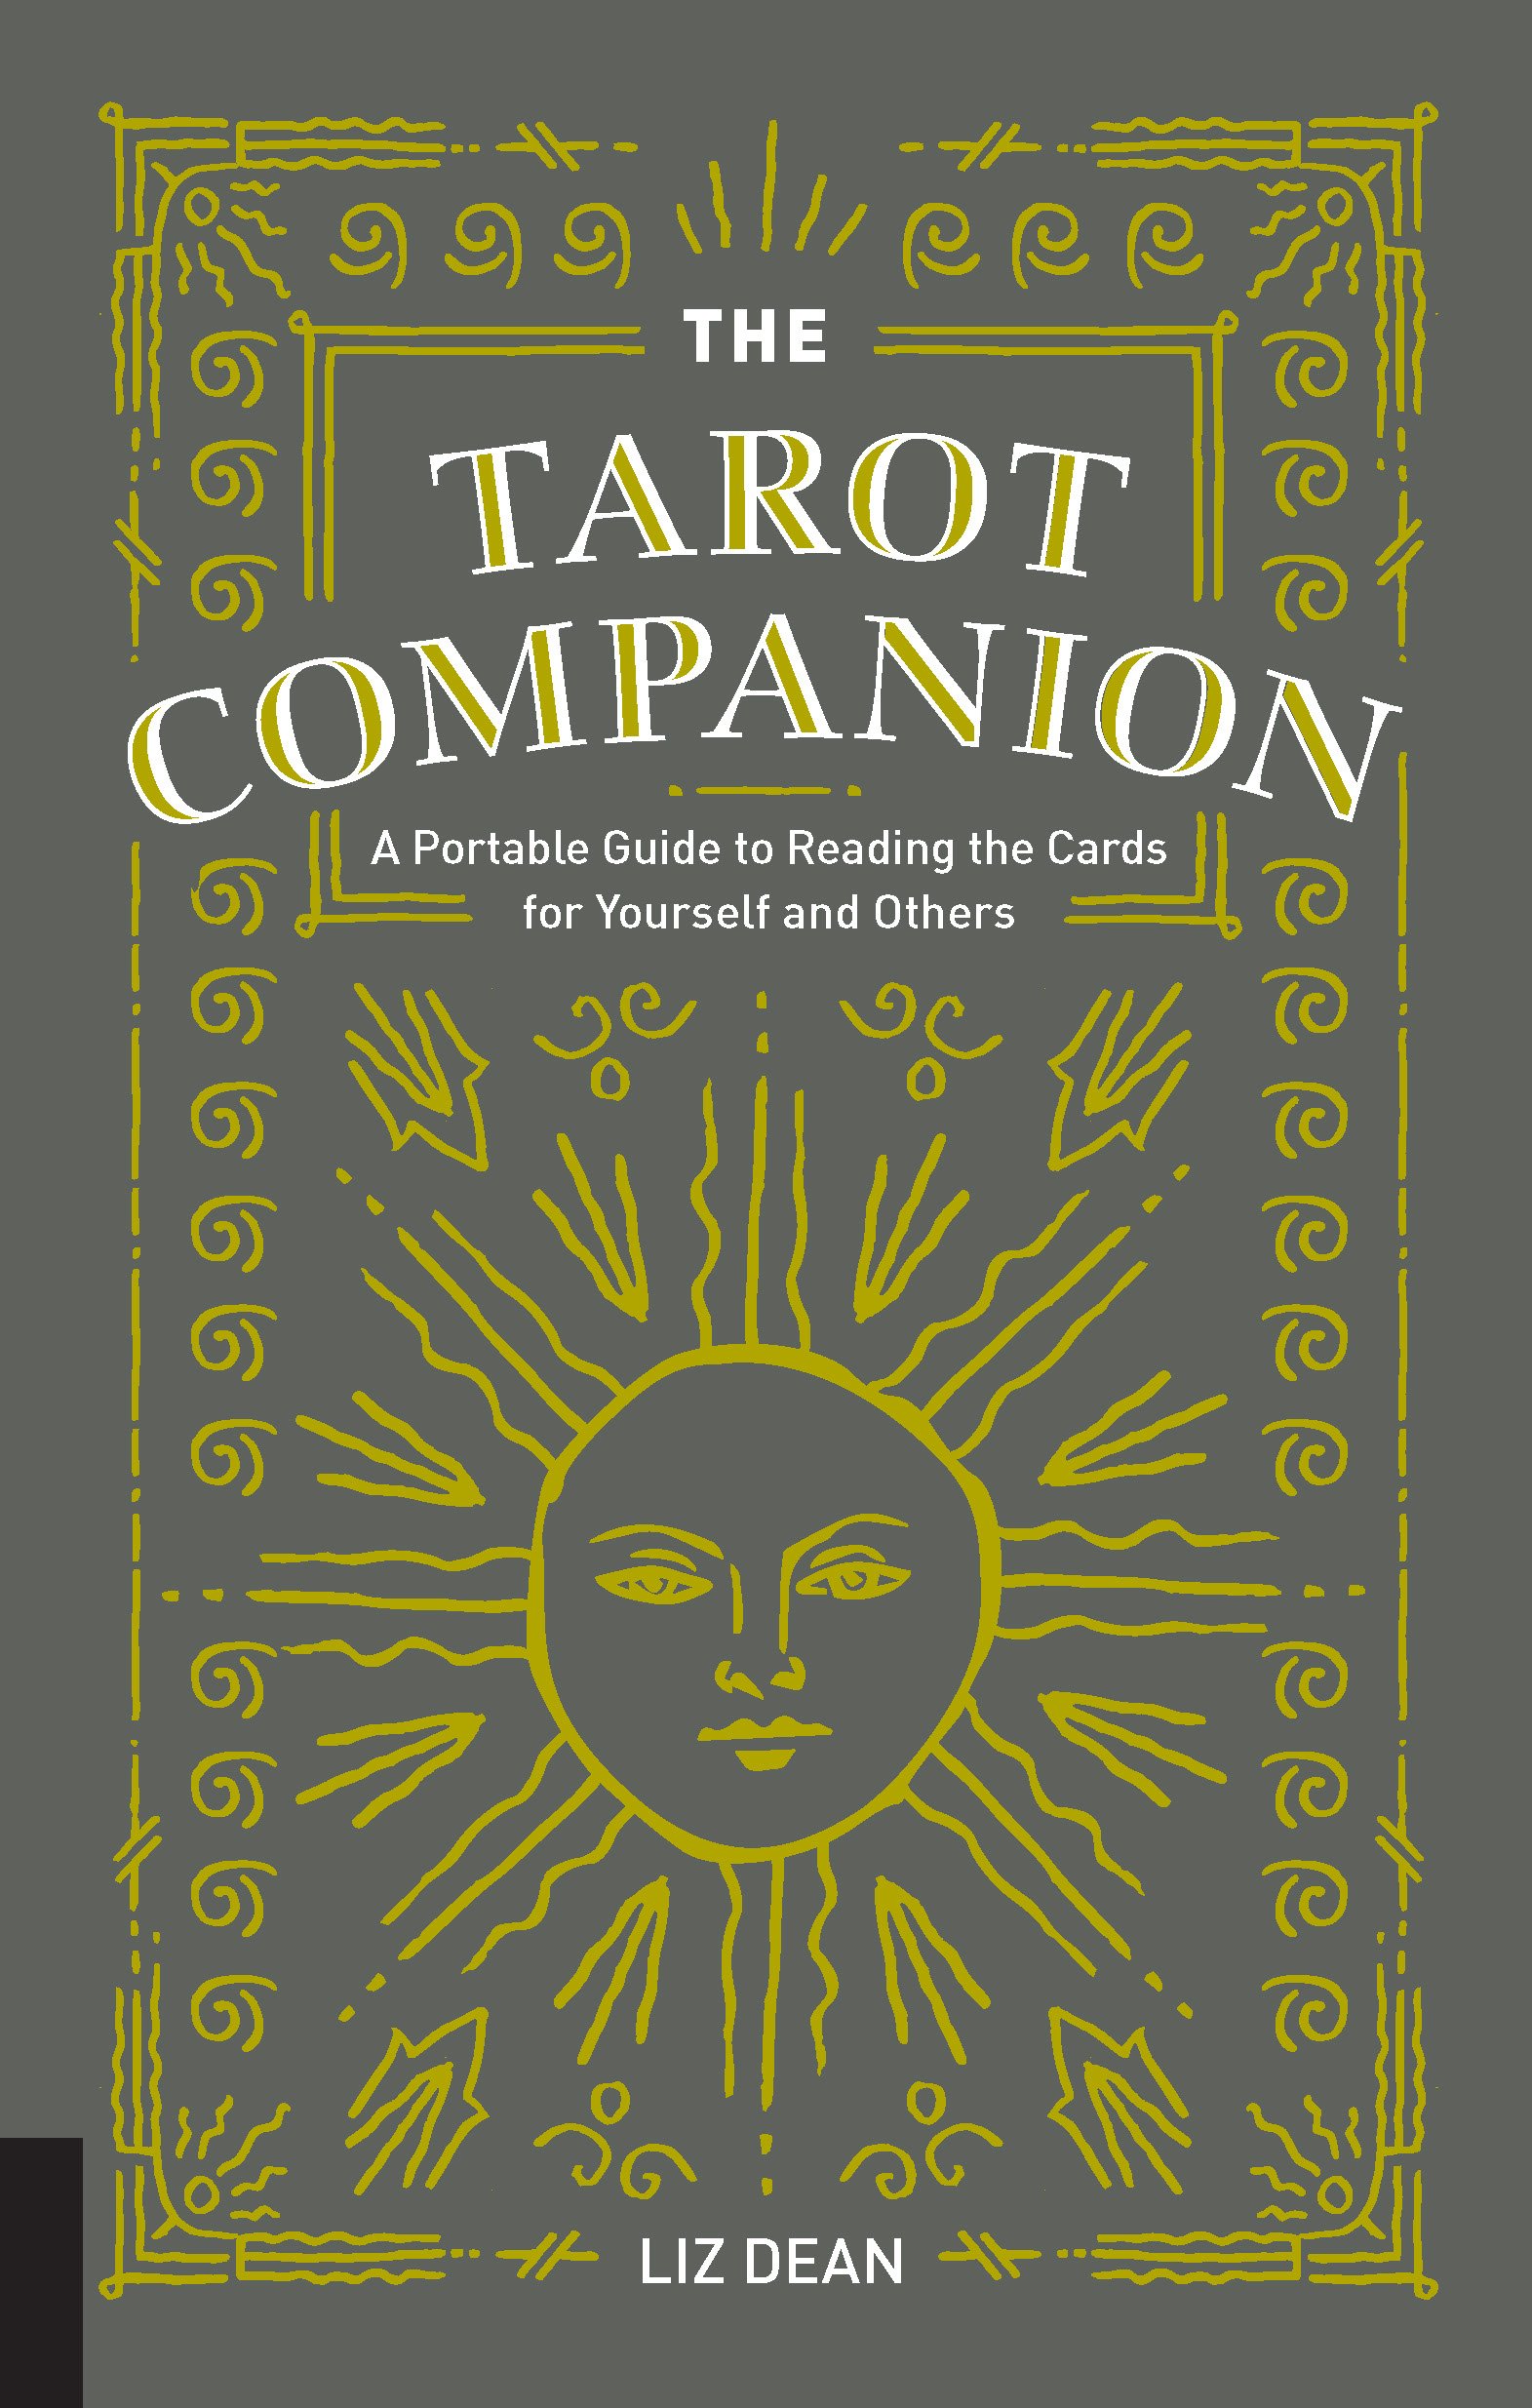 THE
TAROT
COMPANION
A Portable Guide to Reading the Cards
for Yourself and Others
LIZ DEAN